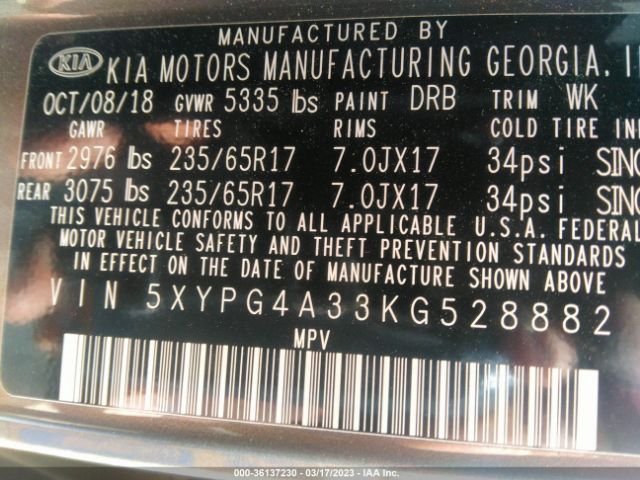 MANUFACTURED BY
KIA KIA MOTORS MANUFACTURING GEORGIA,
OCT/08/18 GVWR 5335 lbs PAINT DRB TRIM WK
GAWR TIRES RIMS COLD TIRE
FRONT 2976 lbs 235/65R17 7.0JX17 34psi
REAR 3075 lbs 235/65R17 7.0JX17 34psi
THIS VEHICLE CONFORMS TO ALL APPLICABLE U.S.A. FEDERAL
MOTOR VEHICLE SAFETY AND THEFT PREVENTION STANDARDS
IN EFFECT ON THE DATE OF MANUFACTURE SHOWN ABOVE
VIN 5XYPG4A33KG528882
MPV
000-36137230 - 03/17/2023 - IAA Inc.